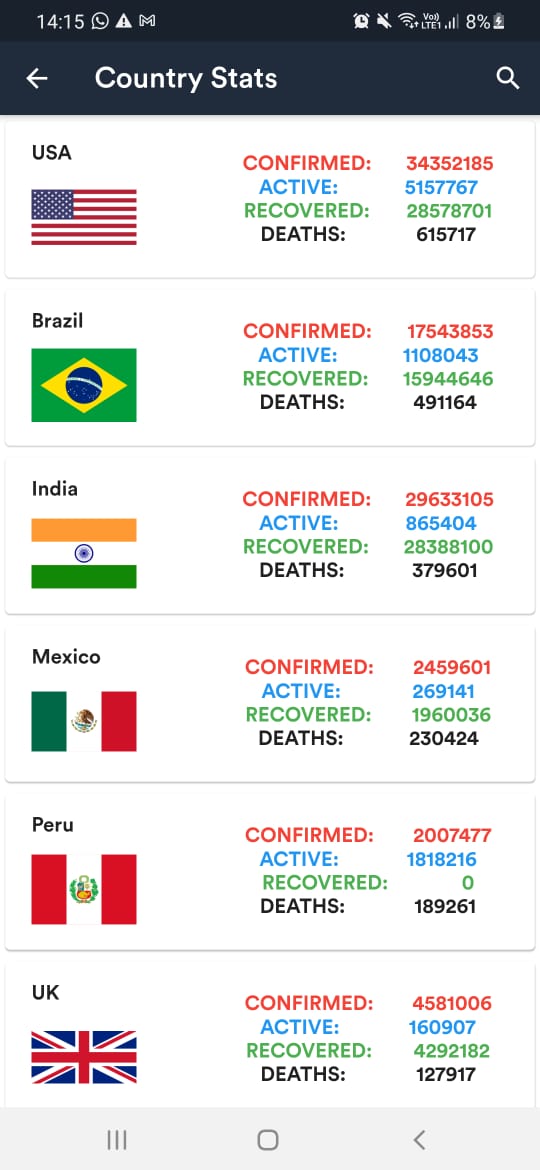 14:15 8%
Vo)) LTE1
Country Stats
USA
CONFIRMED: 34352185
ACTIVE: 5157767
RECOVERED: 28578701
DEATHS: 615717
Brazil
CONFIRMED: 17543853
ACTIVE: 1108043
RECOVERED: 15944646
DEATHS: 491164
India
CONFIRMED: 29633105
ACTIVE: 865404
RECOVERED: 28388100
DEATHS: 379601
Mexico
CONFIRMED: 2459601
ACTIVE: 269141
RECOVERED: 1960036
DEATHS: 230424
Peru
CONFIRMED: 2007477
ACTIVE: 1818216
RECOVERED: 0
DEATHS: 189261
UK
CONFIRMED: 4581006
ACTIVE: 160907
RECOVERED: 4292182
DEATHS: 127917